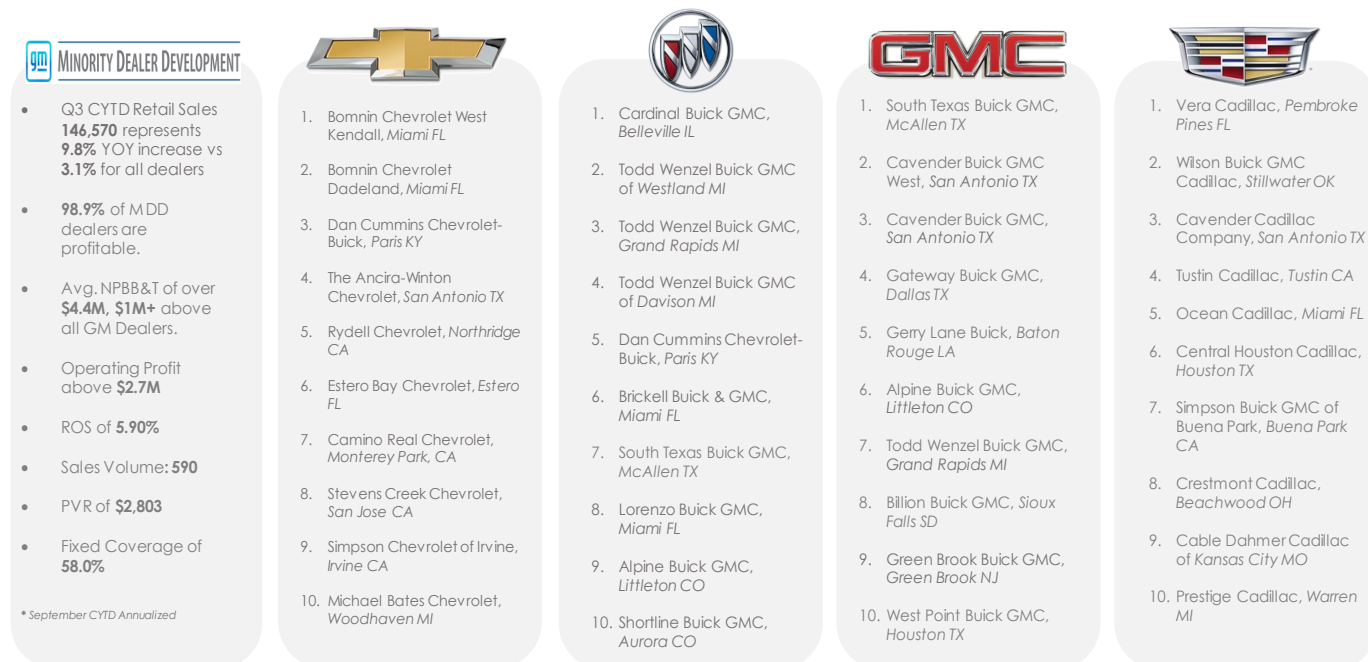 gm MINORITY DEALER DEVELOPMENT
• Q3 CYTD Retail Sales
146,570 represents
9.8% YOY increase vs
3.1% for all dealers
• 98.9% of MDD
dealers are
profitable.
• Avg. NPBB&T of over
$4.4M, $1M+ above
all GM Dealers.
• Operating Profit
above $2.7M
• ROS of 5.90%
• Sales Volume: 590
• PVR of $2,803
• Fixed Coverage of
58.0%
* September CYTD Annualized
1. Bomnin Chevrolet West
Kendall, Miami FL
2. Bomnin Chevrolet
Dadeland, Miami FL
3. Dan Cummins Chevrolet-
Buick, Paris KY
4. The Ancira-Winton
Chevrolet, San Antonio TX
5. Rydell Chevrolet, Northridge
CA
6. Estero Bay Chevrolet, Estero
FL
7. Camino Real Chevrolet,
Monterey Park, CA
8. Stevens Creek Chevrolet,
San Jose CA
9. Simpson Chevrolet of Irvine,
Irvine CA
10. Michael Bates Chevrolet,
Woodhaven MI
1. Cardinal Buick GMC,
Belleville IL
2. Todd Wenzel Buick GMC
of Westland MI
3. Todd Wenzel Buick GMC,
Grand Rapids MI
4. Todd Wenzel Buick GMC
of Davison MI
5. Dan Cummins Chevrolet-
Buick, Paris KY
6. Brickell Buick & GMC,
Miami FL
7. South Texas Buick GMC,
McAllen TX
8. Lorenzo Buick GMC,
Miami FL
9. Alpine Buick GMC,
Littleton CO
10. Shortline Buick GMC,
Aurora CO
GMC
1. South Texas Buick GMC,
McAllen TX
2. Cavender Buick GMC
West, San Antonio TX
3. Cavender Buick GMC,
San Antonio TX
4. Gateway Buick GMC,
Dallas TX
5. Gerry Lane Buick, Baton
Rouge LA
6. Alpine Buick GMC,
Littleton CO
7. Todd Wenzel Buick GMC,
Grand Rapids MI
8. Billion Buick GMC, Sioux
Falls SD
9. Green Brook Buick GMC,
Green Brook NJ
10. West Point Buick GMC,
Houston TX
1. Vera Cadillac, Pembroke
Pines FL
2. Wilson Buick GMC
Cadillac, Stillwater OK
3. Cavender Cadillac
Company, San Antonio TX
4. Tustin Cadillac, Tustin CA
5. Ocean Cadillac, Miami FL
6. Central Houston Cadillac,
Houston TX
7. Simpson Buick GMC of
Buena Park, Buena Park
CA
8. Crestmont Cadillac,
Beachwood OH
9. Cable Dahmer Cadillac
of Kansas City MO
10. Prestige Cadillac, Warren
MI